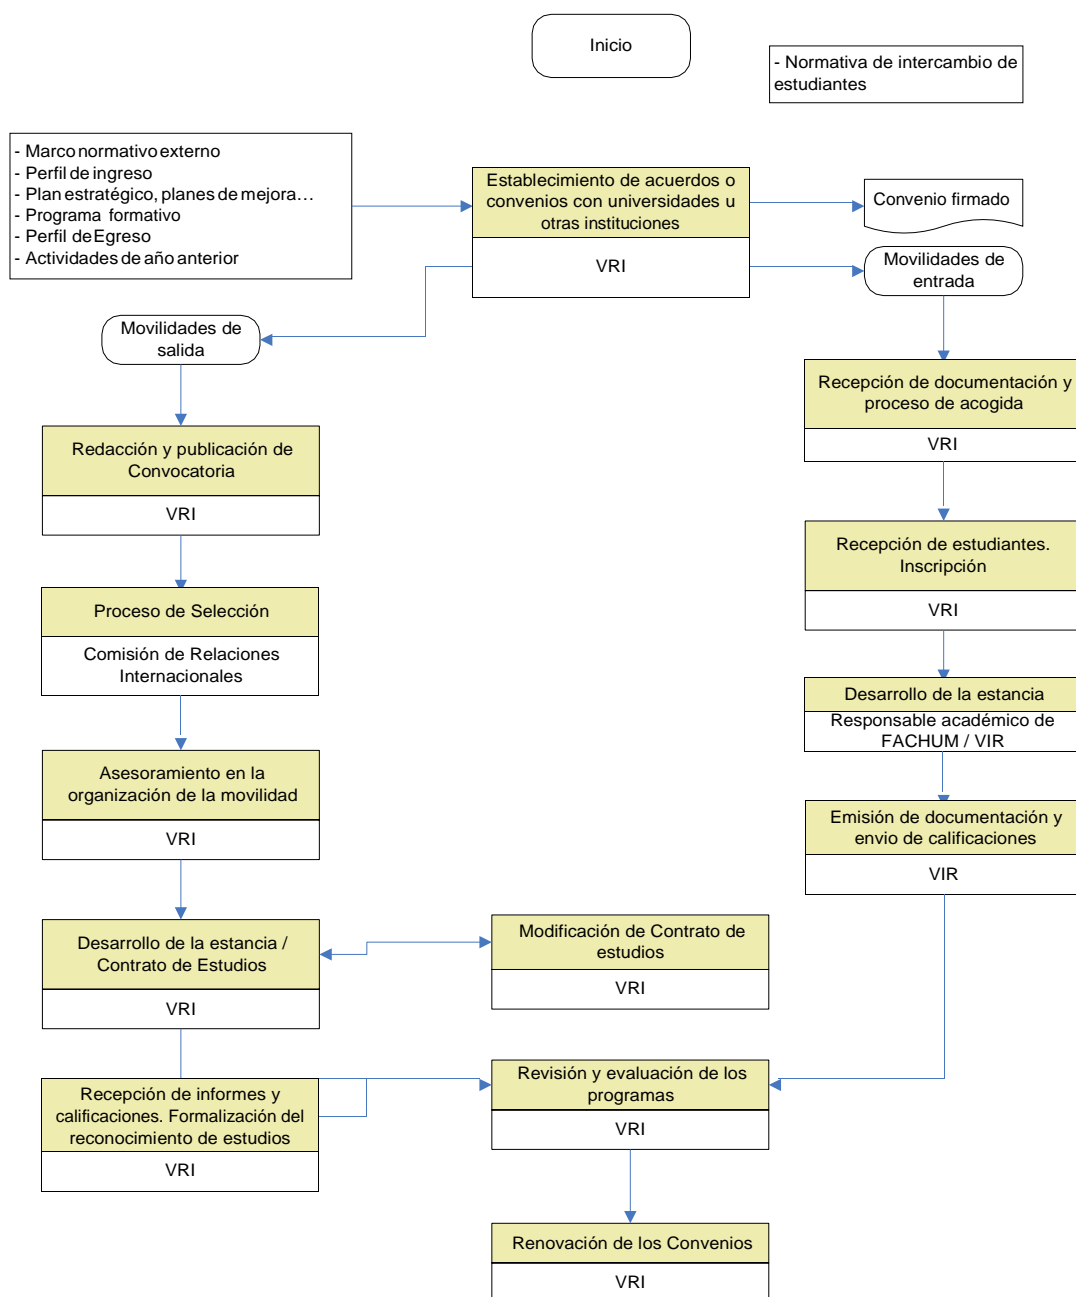 Inicio
- Normativa de intercambio de
estudiantes
- Marco normativo externo
- Perfil de ingreso
- Plan estratégico, planes de mejora…
- Programa formativo
- Perfil de Egreso
- Actividades de año anterior
Establecimiento de acuerdos o
convenios con universidades u
otras instituciones
VRI
Convenio firmado
Movilidades de
entrada
Movilidades de
salida
Recepción de documentación y
proceso de acogida
VRI
Redacción y publicación de
Convocatoria
VRI
Recepción de estudiantes.
Inscripción
VRI
Proceso de Selección
Comisión de Relaciones
Internacionales
Desarrollo de la estancia
Responsable académico de
FACHUM / VIR
Asesoramiento en la
organización de la movilidad
VRI
Emisión de documentación y
envio de calificaciones
VIR
Desarrollo de la estancia /
Contrato de Estudios
VRI
Modificación de Contrato de
estudios
VRI
Recepción de informes y
calificaciones. Formalización del
reconocimiento de estudios
VRI
Revisión y evaluación de los
programas
VRI
Renovación de los Convenios
VRI